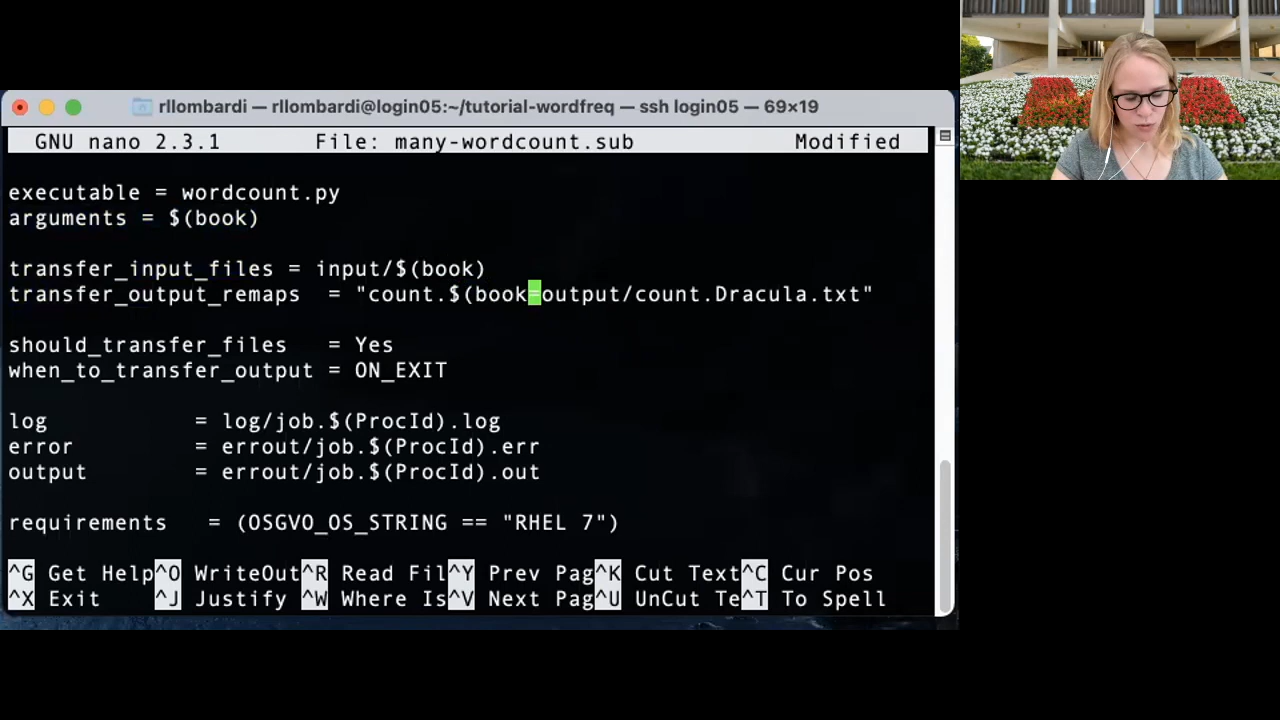 rllombardi — rllombardi@login05:~/tutorial-wordfreq — ssh login05 — 69×19
GNU nano 2.3.1 File: many-wordcount.sub Modified
executable = wordcount.py
arguments = $(book)
transfer_input_files = input/$(book)
transfer_output_remaps = "count.$(book=output/count.Dracula.txt"
should_transfer_files = Yes
when_to_transfer_output = ON_EXIT
log = log/job.$(ProcId).log
error = errout/job.$(ProcId).err
output = errout/job.$(ProcId).out
requirements = (OSGVO_OS_STRING == "RHEL 7")
^G Get Help^O WriteOut^R Read Fil^Y Prev Pag^K Cut Text^C Cur Pos
^X Exit ^J Justify ^W Where Is^V Next Pag^U UnCut Te^T To Spell